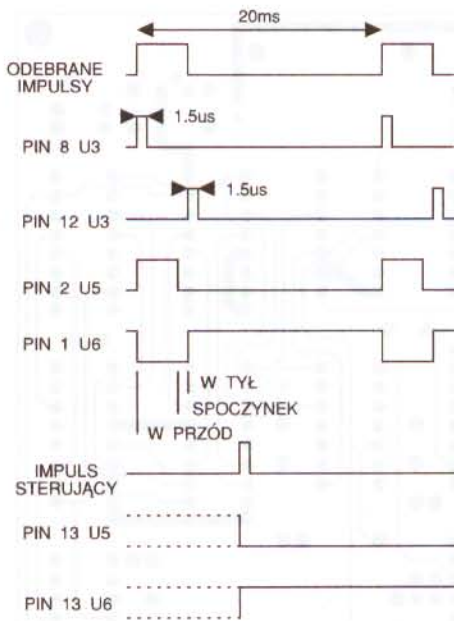 20ms
ODEBRANE
IMPULSY
1.5us
PIN 8 U3
1.5us
PIN 12 U3
PIN 2 U5
PIN 1 U6
W TYŁ
SPOCZYNEK
W PRZÓD
IMPULS
STERUJĄCY
PIN 13 U5
PIN 13 U6